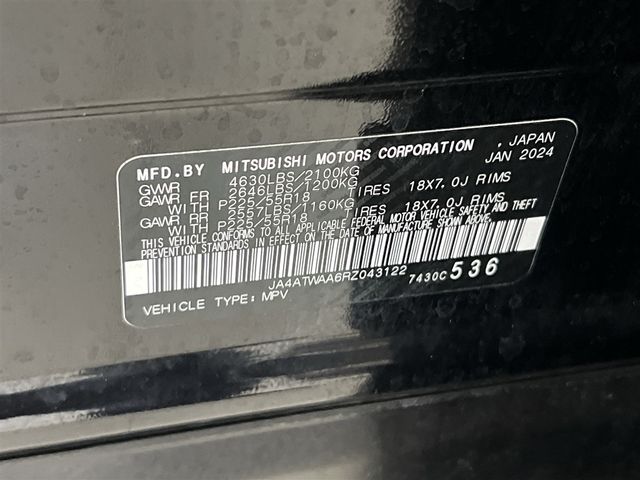 MFD.BY MITSUBISHI MOTORS CORPORATION , JAPAN
GVWR 4630LBS/2100KG JAN 2024
GAWR FR 2646LBS/1200KG
WITH P225/55R18 TIRES 18X7.0J RIMS
GAWR RR 2557LBS/1160KG
WITH P225/55R18 TIRES 18X7.0J RIMS
THIS VEHICLE CONFORMS TO ALL APPLICABLE FEDERAL MOTOR VEHICLE SAFETY AND THEFT
PREVENTION STANDARDS IN EFFECT ON THE DATE OF MANUFACTURE SHOWN ABOVE.
JA4ATWAA6RZ043122 7430C 536
VEHICLE TYPE: MPV